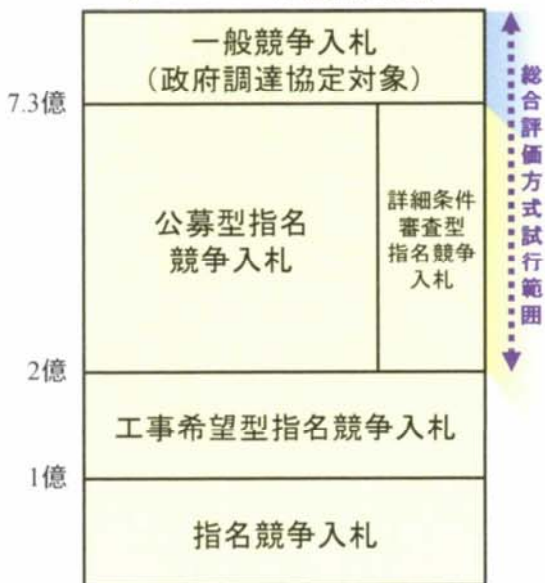 一般競争入札
（政府調達協定対象）
7.3億
公募型指名
競争入札
詳細条件
審査型
指名競争
入札
2億
工事希望型指名競争入札
1億
指名競争入札
総合評価方式試行範囲